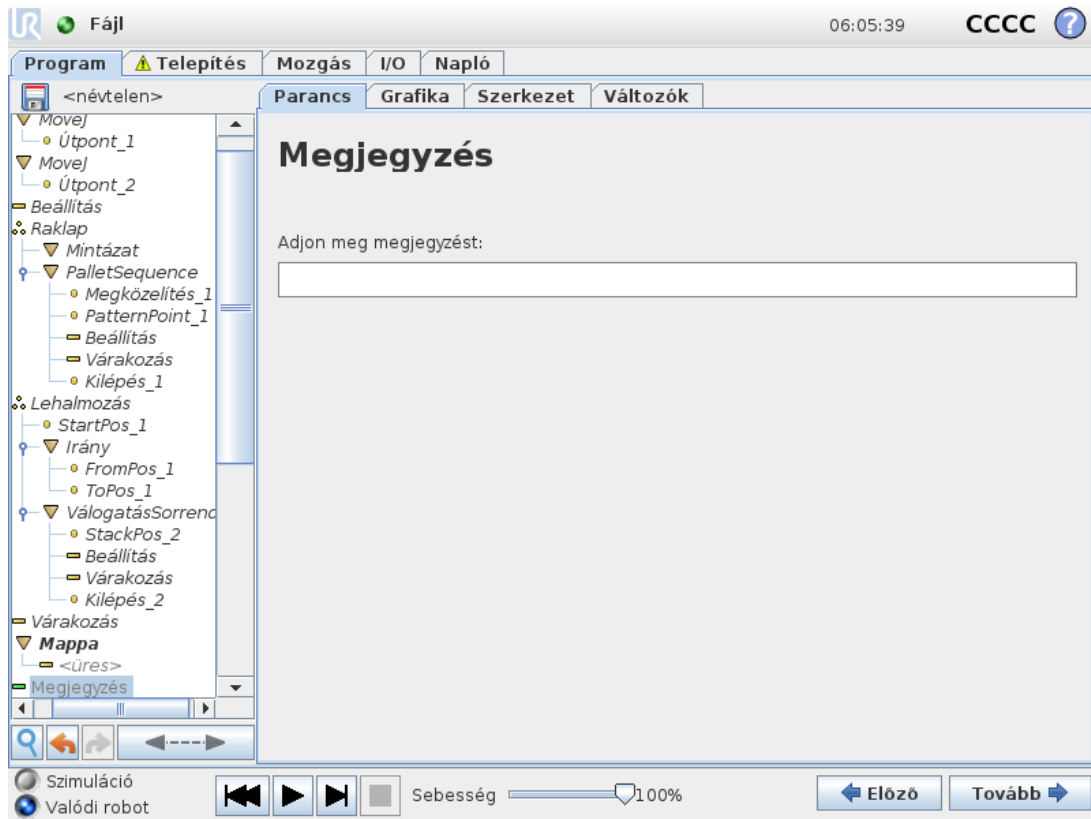 UR Fájl 06:05:39 CCCC ?
Program Telepítés Mozgás I/O Napló
<névtelen>
Parancs Grafika Szerkezet Változók
MoveJ
Útpont_1
MoveJ
Útpont_2
Beállítás
Raklap
Mintázat
PalletSequence
Megközelítés_1
PatternPoint_1
Beállítás
Várakozás
Kilépés_1
Lehalmozás
StartPos_1
Irány
FromPos_1
ToPos_1
VálogatásSorrend
StackPos_2
Beállítás
Várakozás
Kilépés_2
Várakozás
Mappa
<üres>
Megjegyzés
Megjegyzés
Adjon meg megjegyzést:
Szimuláció
Valódi robot
Sebesség 100%
Előző
Tovább